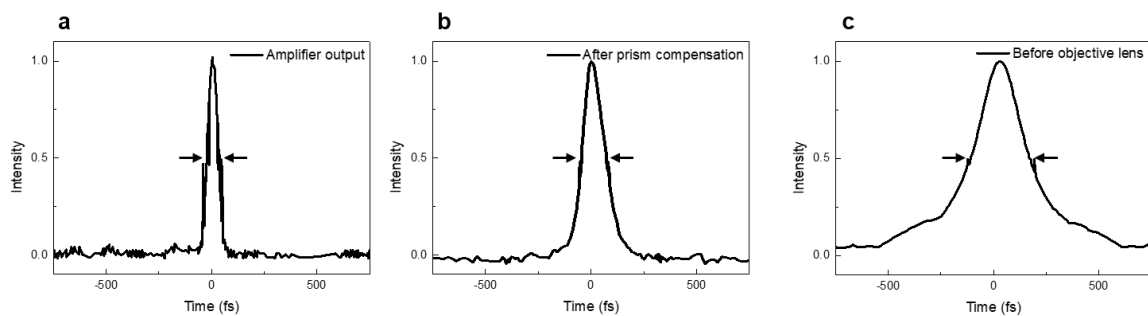 a
Amplifier output
1.0
0.5
0.0
Intensity
-500
0
500
Time (fs)
b
After prism compensation
1.0
0.5
0.0
Intensity
-500
0
500
Time (fs)
c
Before objective lens
1.0
0.5
0.0
Intensity
-500
0
500
Time (fs)